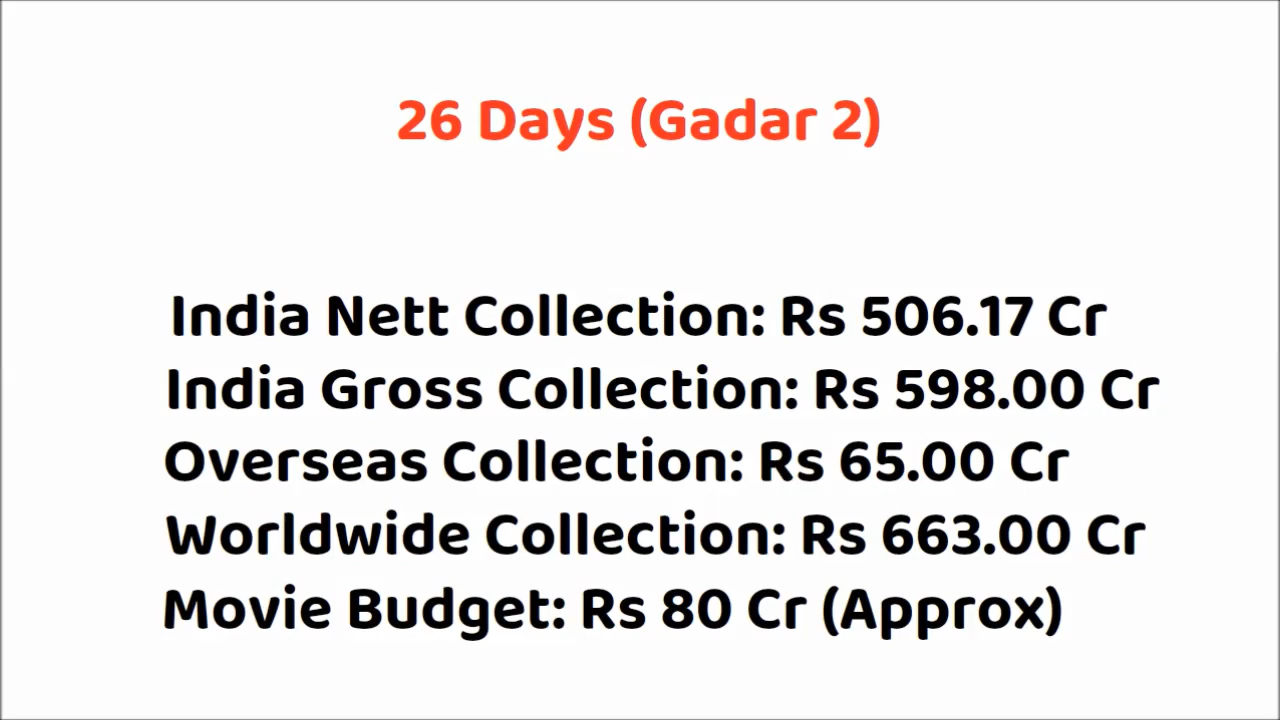 26 Days (Gadar 2)
India Nett Collection: Rs 506.17 Cr
India Gross Collection: Rs 598.00 Cr
Overseas Collection: Rs 65.00 Cr
Worldwide Collection: Rs 663.00 Cr
Movie Budget: Rs 80 Cr (Approx)